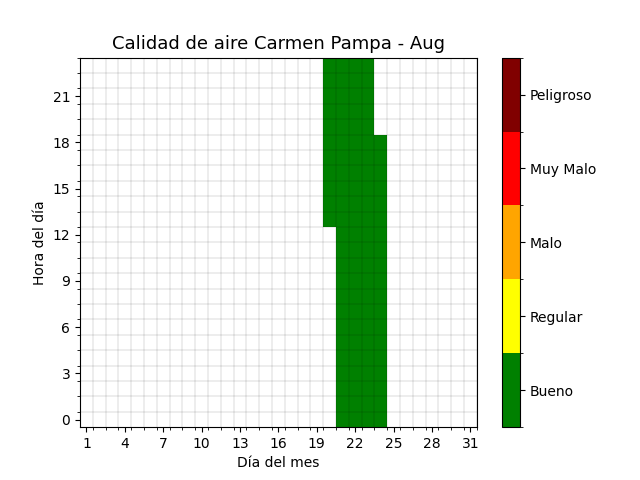 Calidad de aire Carmen Pampa - Aug
Hora del día
21
18
15
12
9
6
3
0
1 4 7 10 13 16 19 22 25 28 31
Día del mes
Peligroso
Muy Malo
Malo
Regular
Bueno